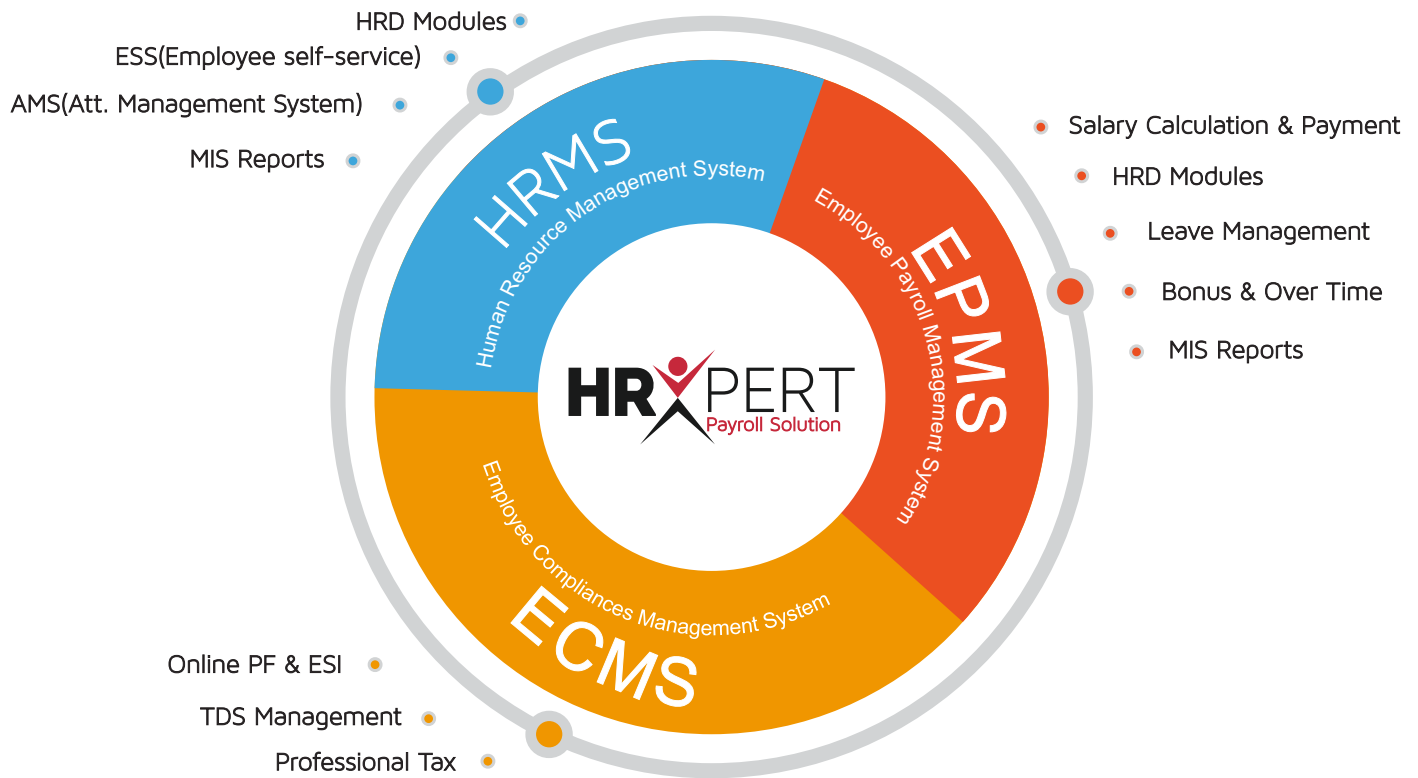 HRD Modules
ESS(Employee self-service)
AMS(Att. Management System)
MIS Reports
HRMS
Human Resource Management System
Salary Calculation & Payment
HRD Modules
Leave Management
Bonus & Over Time
MIS Reports
EPMS
Employee Payroll Management System
HRXPERT
Payroll Solution
Employee Compliances Management System
ECMS
Online PF & ESI
TDS Management
Professional Tax